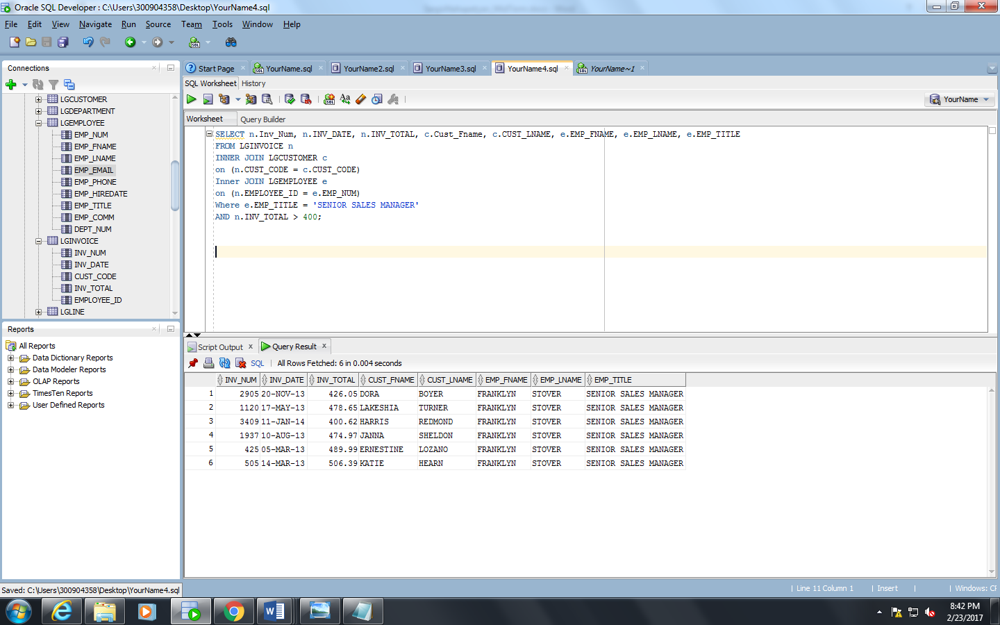 Oracle SQL Developer : C:\Users\300904358\Desktop\YourName4.sql
File Edit View Navigate Run Source Team Tools Window Help
Connections
LGCUSTOMER
LGDEPARTMENT
LGEMPLOYEE
EMP_NUM
EMP_FNAME
EMP_LNAME
EMP_EMAIL
EMP_PHONE
EMP_HIREDATE
EMP_TITLE
EMP_COMM
DEPT_NUM
LGINVOICE
INV_NUM
INV_DATE
CUST_CODE
INV_TOTAL
EMPLOYEE_ID
LGLINE
Reports
All Reports
Data Dictionary Reports
Data Modeler Reports
OLAP Reports
TimesTen Reports
User Defined Reports
Start Page YourName.sql YourName2.sql YourName3.sql YourName4.sql YourName~1
SQL Worksheet History
YourName
Worksheet Query Builder
SELECT n.Inv_Num, n.INV_DATE, n.INV_TOTAL, c.Cust_Fname, c.CUST_LNAME, e.EMP_FNAME, e.EMP_LNAME, e.EMP_TITLE
FROM LGINVOICE n
INNER JOIN LGCUSTOMER c
on (n.CUST_CODE = c.CUST_CODE)
Inner JOIN LGEMPLOYEE e
on (n.EMPLOYEE_ID = e.EMP_NUM)
Where e.EMP_TITLE = 'SENIOR SALES MANAGER'
AND n.INV_TOTAL > 400;
Script Output x Query Result x
SQL | All Rows Fetched: 6 in 0.004 seconds
INV_NUM INV_DATE INV_TOTAL CUST_FNAME CUST_LNAME EMP_FNAME EMP_LNAME EMP_TITLE
1 2905 20-NOV-13 426.05 DORA BOYER FRANKLYN STOVER SENIOR SALES MANAGER
2 1120 17-MAY-13 478.65 LAKESHIA TURNER FRANKLYN STOVER SENIOR SALES MANAGER
3 3409 11-JAN-14 400.62 HARRIS REDMOND FRANKLYN STOVER SENIOR SALES MANAGER
4 1937 10-AUG-13 474.97 JANNA SHELDON FRANKLYN STOVER SENIOR SALES MANAGER
5 425 05-MAR-13 489.99 ERNESTINE LOZANO FRANKLYN STOVER SENIOR SALES MANAGER
6 505 14-MAR-13 506.39 KATIE HEARN FRANKLYN STOVER SENIOR SALES MANAGER
Saved: C:\Users\300904358\Desktop\YourName4.sql
| Line 11 Column 1 | Insert | | Windows: CF
8:42 PM
2/23/2017